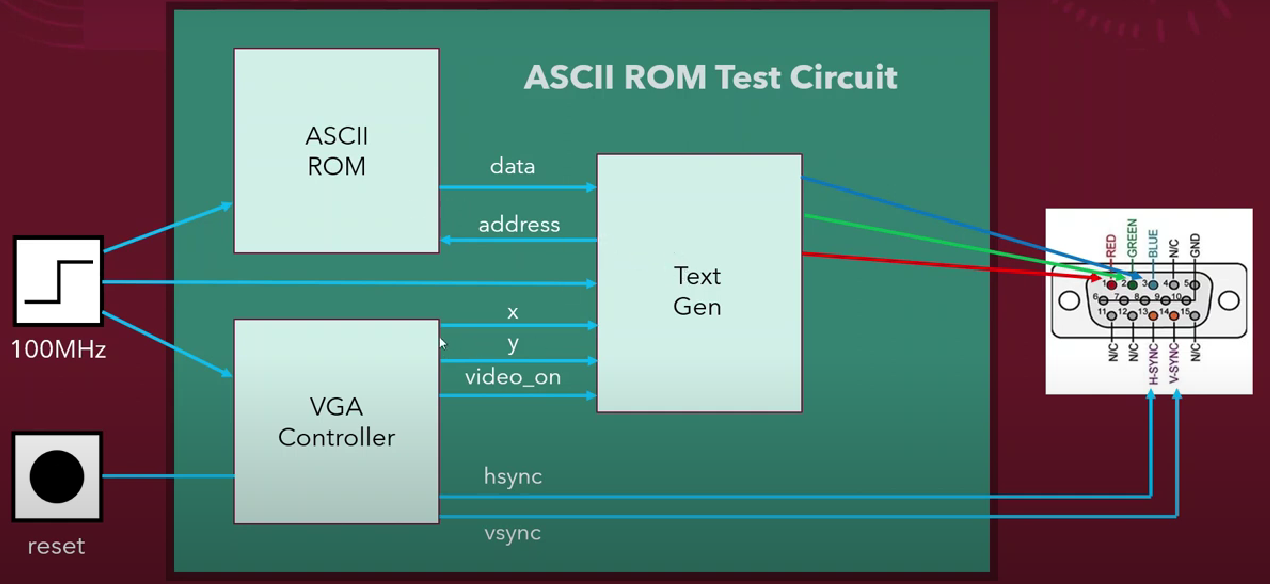 ASCII ROM Test Circuit
ASCII
ROM
data
address
Text
Gen
x
y
video_on
VGA
Controller
hsync
vsync
100MHz
reset
RED
GREEN
BLUE
N/C
GND
1 2 3 4 5
6 7 8 9 10
11 12 13 14 15
N/C
N/C
H-SYNC
V-SYNC
N/C